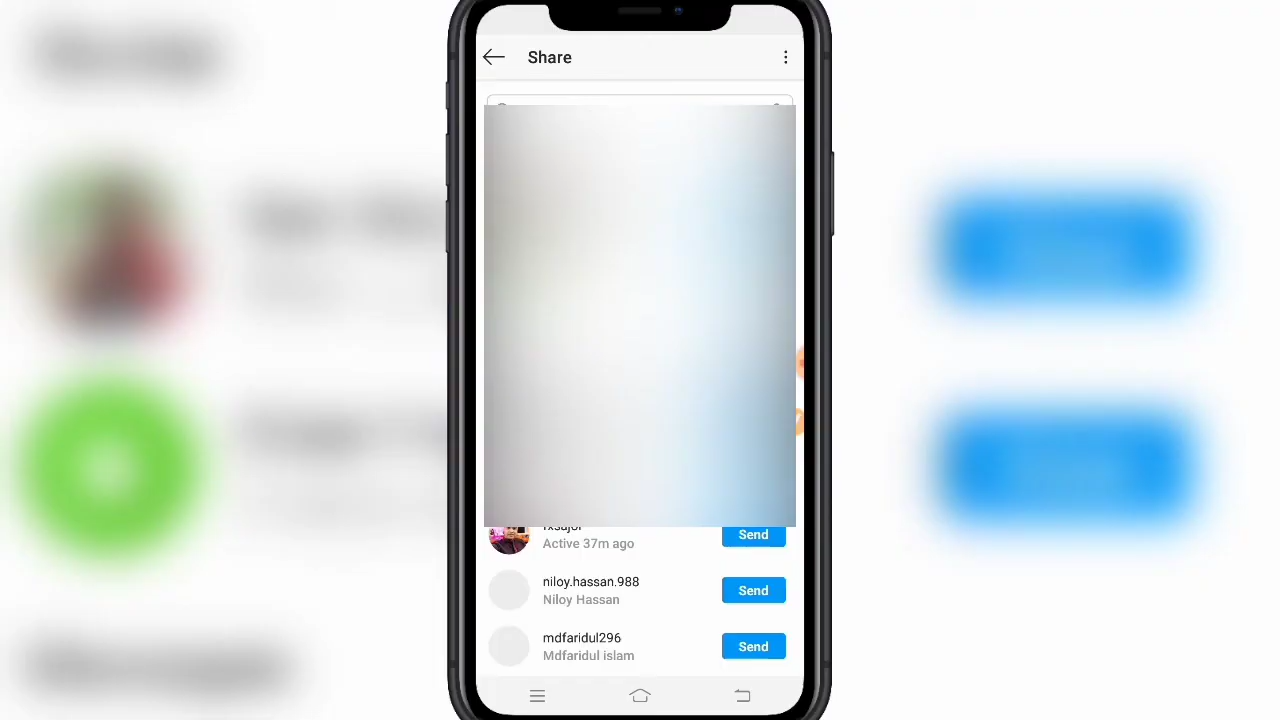 Share
Active 37m ago
Send
niloy.hassan.988
Niloy Hassan
Send
mdfaridul296
Mdfaridul islam
Send